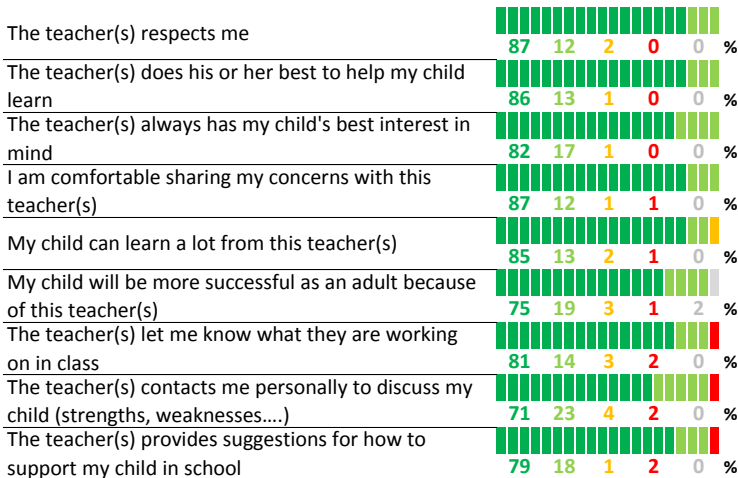 The teacher(s) respects me
87 12 2 0 0 %
The teacher(s) does his or her best to help my child
learn
86 13 1 0 0 %
The teacher(s) always has my child's best interest in
mind
82 17 1 0 0 %
I am comfortable sharing my concerns with this
teacher(s)
87 12 1 1 0 %
My child can learn a lot from this teacher(s)
85 13 2 1 0 %
My child will be more successful as an adult because
of this teacher(s)
75 19 3 1 2 %
The teacher(s) let me know what they are working
on in class
81 14 3 2 0 %
The teacher(s) contacts me personally to discuss my
child (strengths, weaknesses....)
71 23 4 2 0 %
The teacher(s) provides suggestions for how to
support my child in school
79 18 1 2 0 %